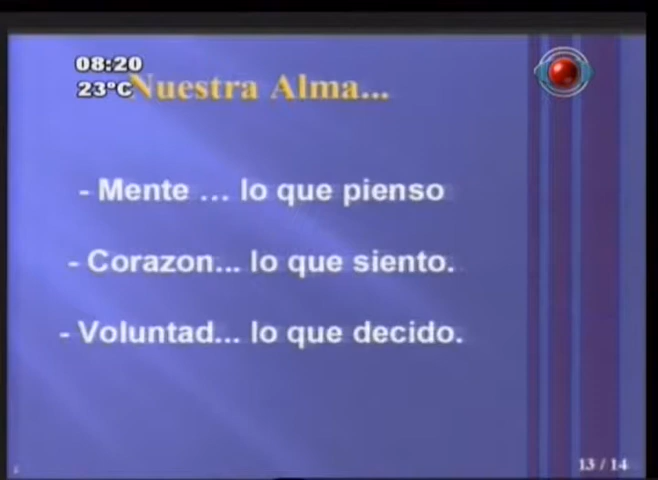 08:20
23°C
Nuestra Alma...
- Mente ... lo que pienso
- Corazon... lo que siento.
- Voluntad... lo que decido.
13 / 14